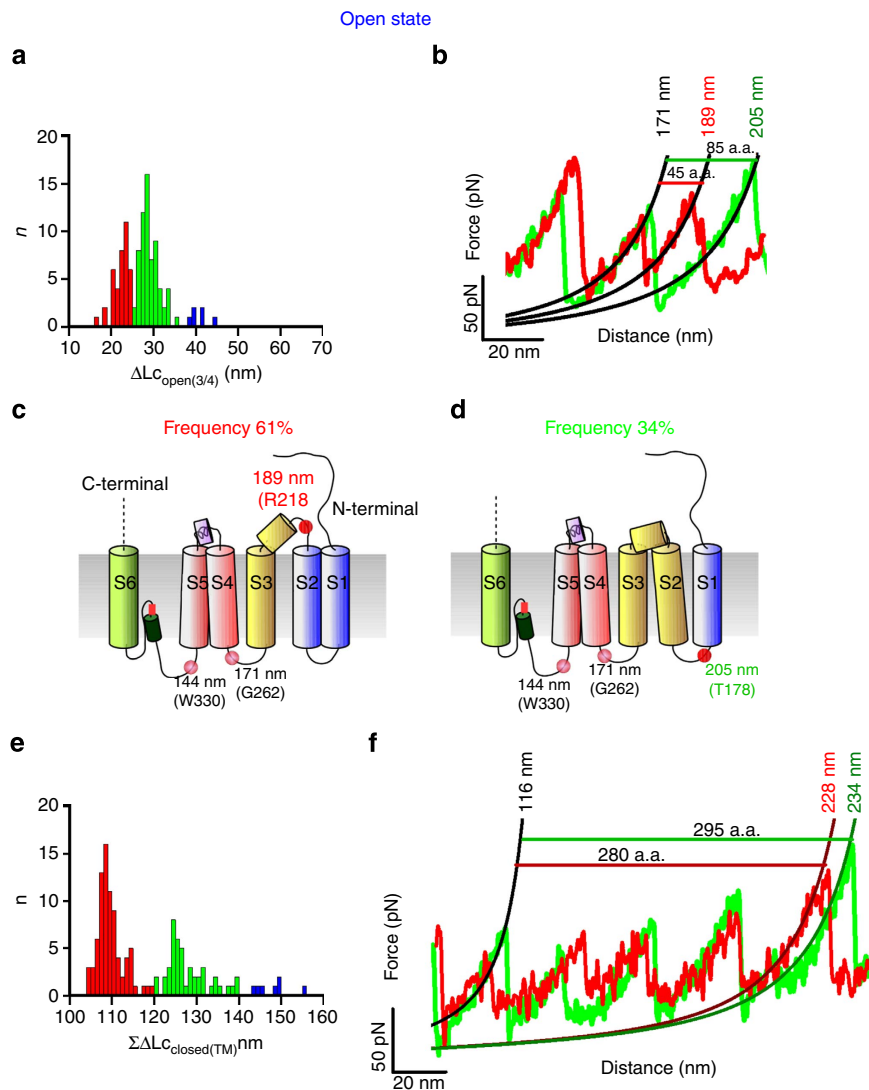 Open state
a
20
15
10
5
0
n
10 20 30 40 50 60 70
ΔLc open(3/4) (nm)
b
171 nm
189 nm
205 nm
85 a.a.
45 a.a.
Force (pN)
50 pN
Distance (nm)
20 nm
c
Frequency 61%
C-terminal
189 nm
(R218
N-terminal
S6 S5 S4 S3 S2 S1
144 nm
(W330)
171 nm
(G262)
d
Frequency 34%
S6 S5 S4 S3 S2 S1
144 nm
(W330)
171 nm
(G262)
205 nm
(T178)
e
20
15
10
5
0
n
100 110 120 130 140 150 160
ΣΔLc closed(TM) nm
f
116 nm
228 nm
234 nm
295 a.a.
280 a.a.
Force (pN)
50 pN
Distance (nm)
20 nm